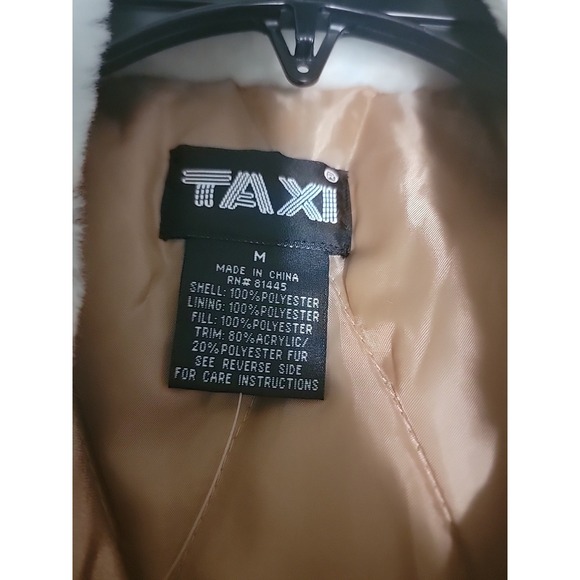 TAXI ®
M
MADE IN CHINA
RN# 81445
SHELL: 100%POLYESTER
LINING: 100%POLYESTER
FILL: 100%POLYESTER
TRIM: 80%ACRYLIC/
20%POLYESTER FUR
SEE REVERSE SIDE
FOR CARE INSTRUCTIONS